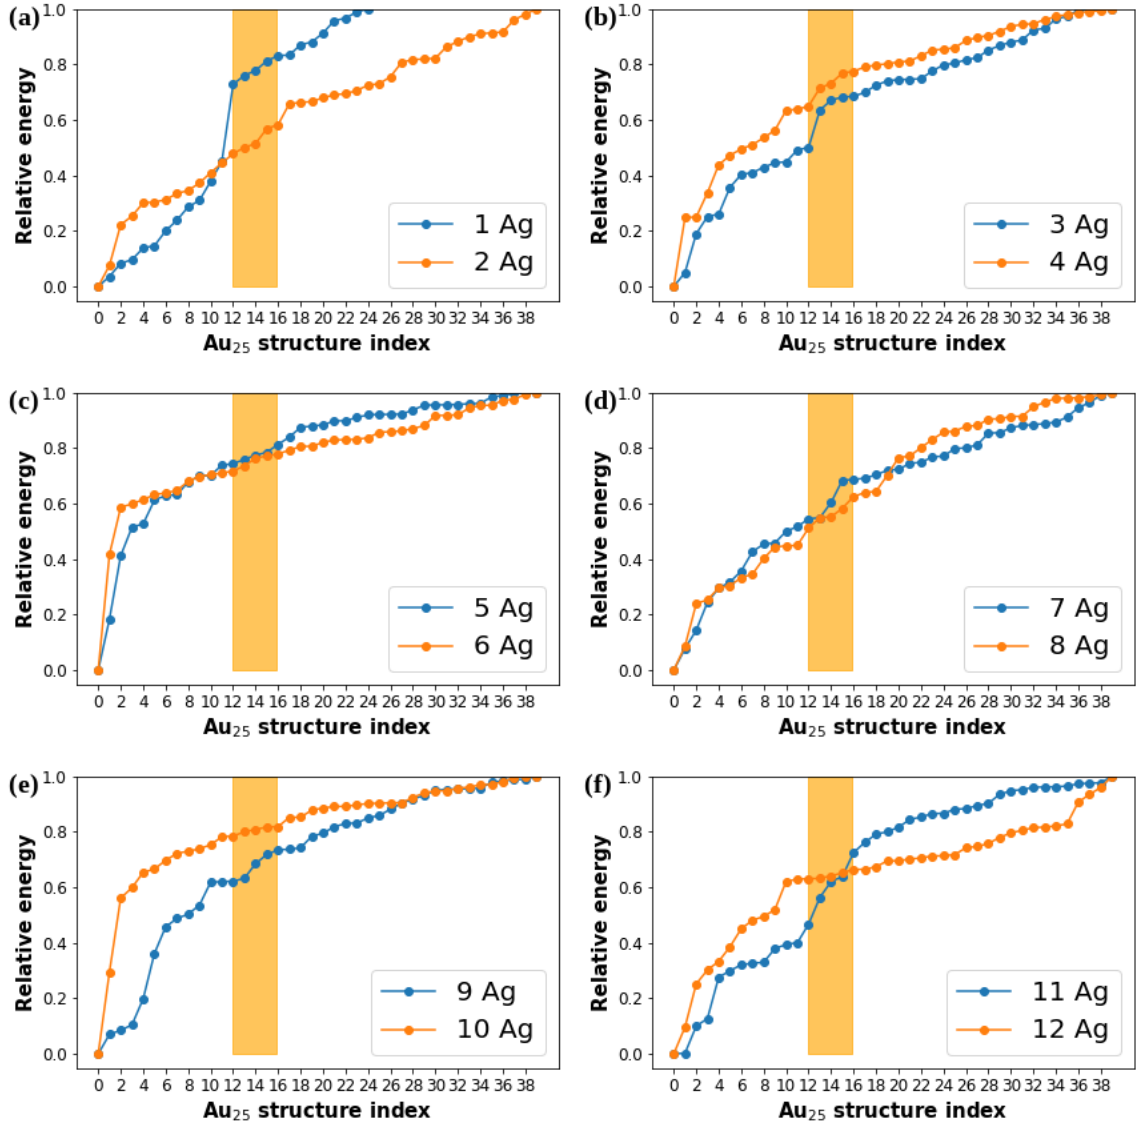 (a)
1.0
0.8
0.6
0.4
0.2
0.0
Relative energy
1 Ag
2 Ag
0 2 4 6 8 10 12 14 16 18 20 22 24 26 28 30 32 34 36 38
Au25 structure index
(b)
1.0
0.8
0.6
0.4
0.2
0.0
Relative energy
3 Ag
4 Ag
0 2 4 6 8 10 12 14 16 18 20 22 24 26 28 30 32 34 36 38
Au25 structure index
(c)
1.0
0.8
0.6
0.4
0.2
0.0
Relative energy
5 Ag
6 Ag
0 2 4 6 8 10 12 14 16 18 20 22 24 26 28 30 32 34 36 38
Au25 structure index
(d)
1.0
0.8
0.6
0.4
0.2
0.0
Relative energy
7 Ag
8 Ag
0 2 4 6 8 10 12 14 16 18 20 22 24 26 28 30 32 34 36 38
Au25 structure index
(e)
1.0
0.8
0.6
0.4
0.2
0.0
Relative energy
9 Ag
10 Ag
0 2 4 6 8 10 12 14 16 18 20 22 24 26 28 30 32 34 36 38
Au25 structure index
(f)
1.0
0.8
0.6
0.4
0.2
0.0
Relative energy
11 Ag
12 Ag
0 2 4 6 8 10 12 14 16 18 20 22 24 26 28 30 32 34 36 38
Au25 structure index